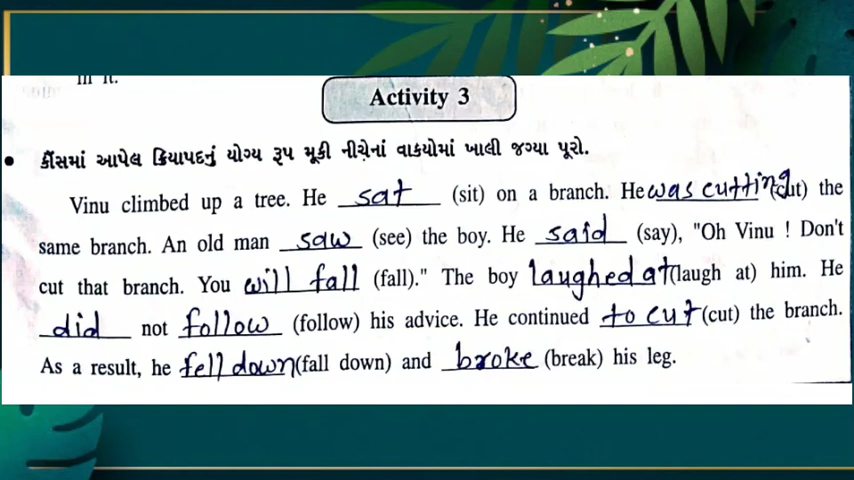 in it.
Activity 3
• કૌંસમાં આપેલ ક્રિયાપદનું યોગ્ય રૂપ મૂકી નીચેનાં વાક્યોમાં ખાલી જગ્યા પૂરો.
Vinu climbed up a tree. He sat (sit) on a branch. He was cutting (cut) the
same branch. An old man saw (see) the boy. He said (say), "Oh Vinu ! Don't
cut that branch. You will fall (fall)." The boy laughed at (laugh at) him. He
did not follow (follow) his advice. He continued to cut (cut) the branch.
As a result, he fell down (fall down) and broke (break) his leg.